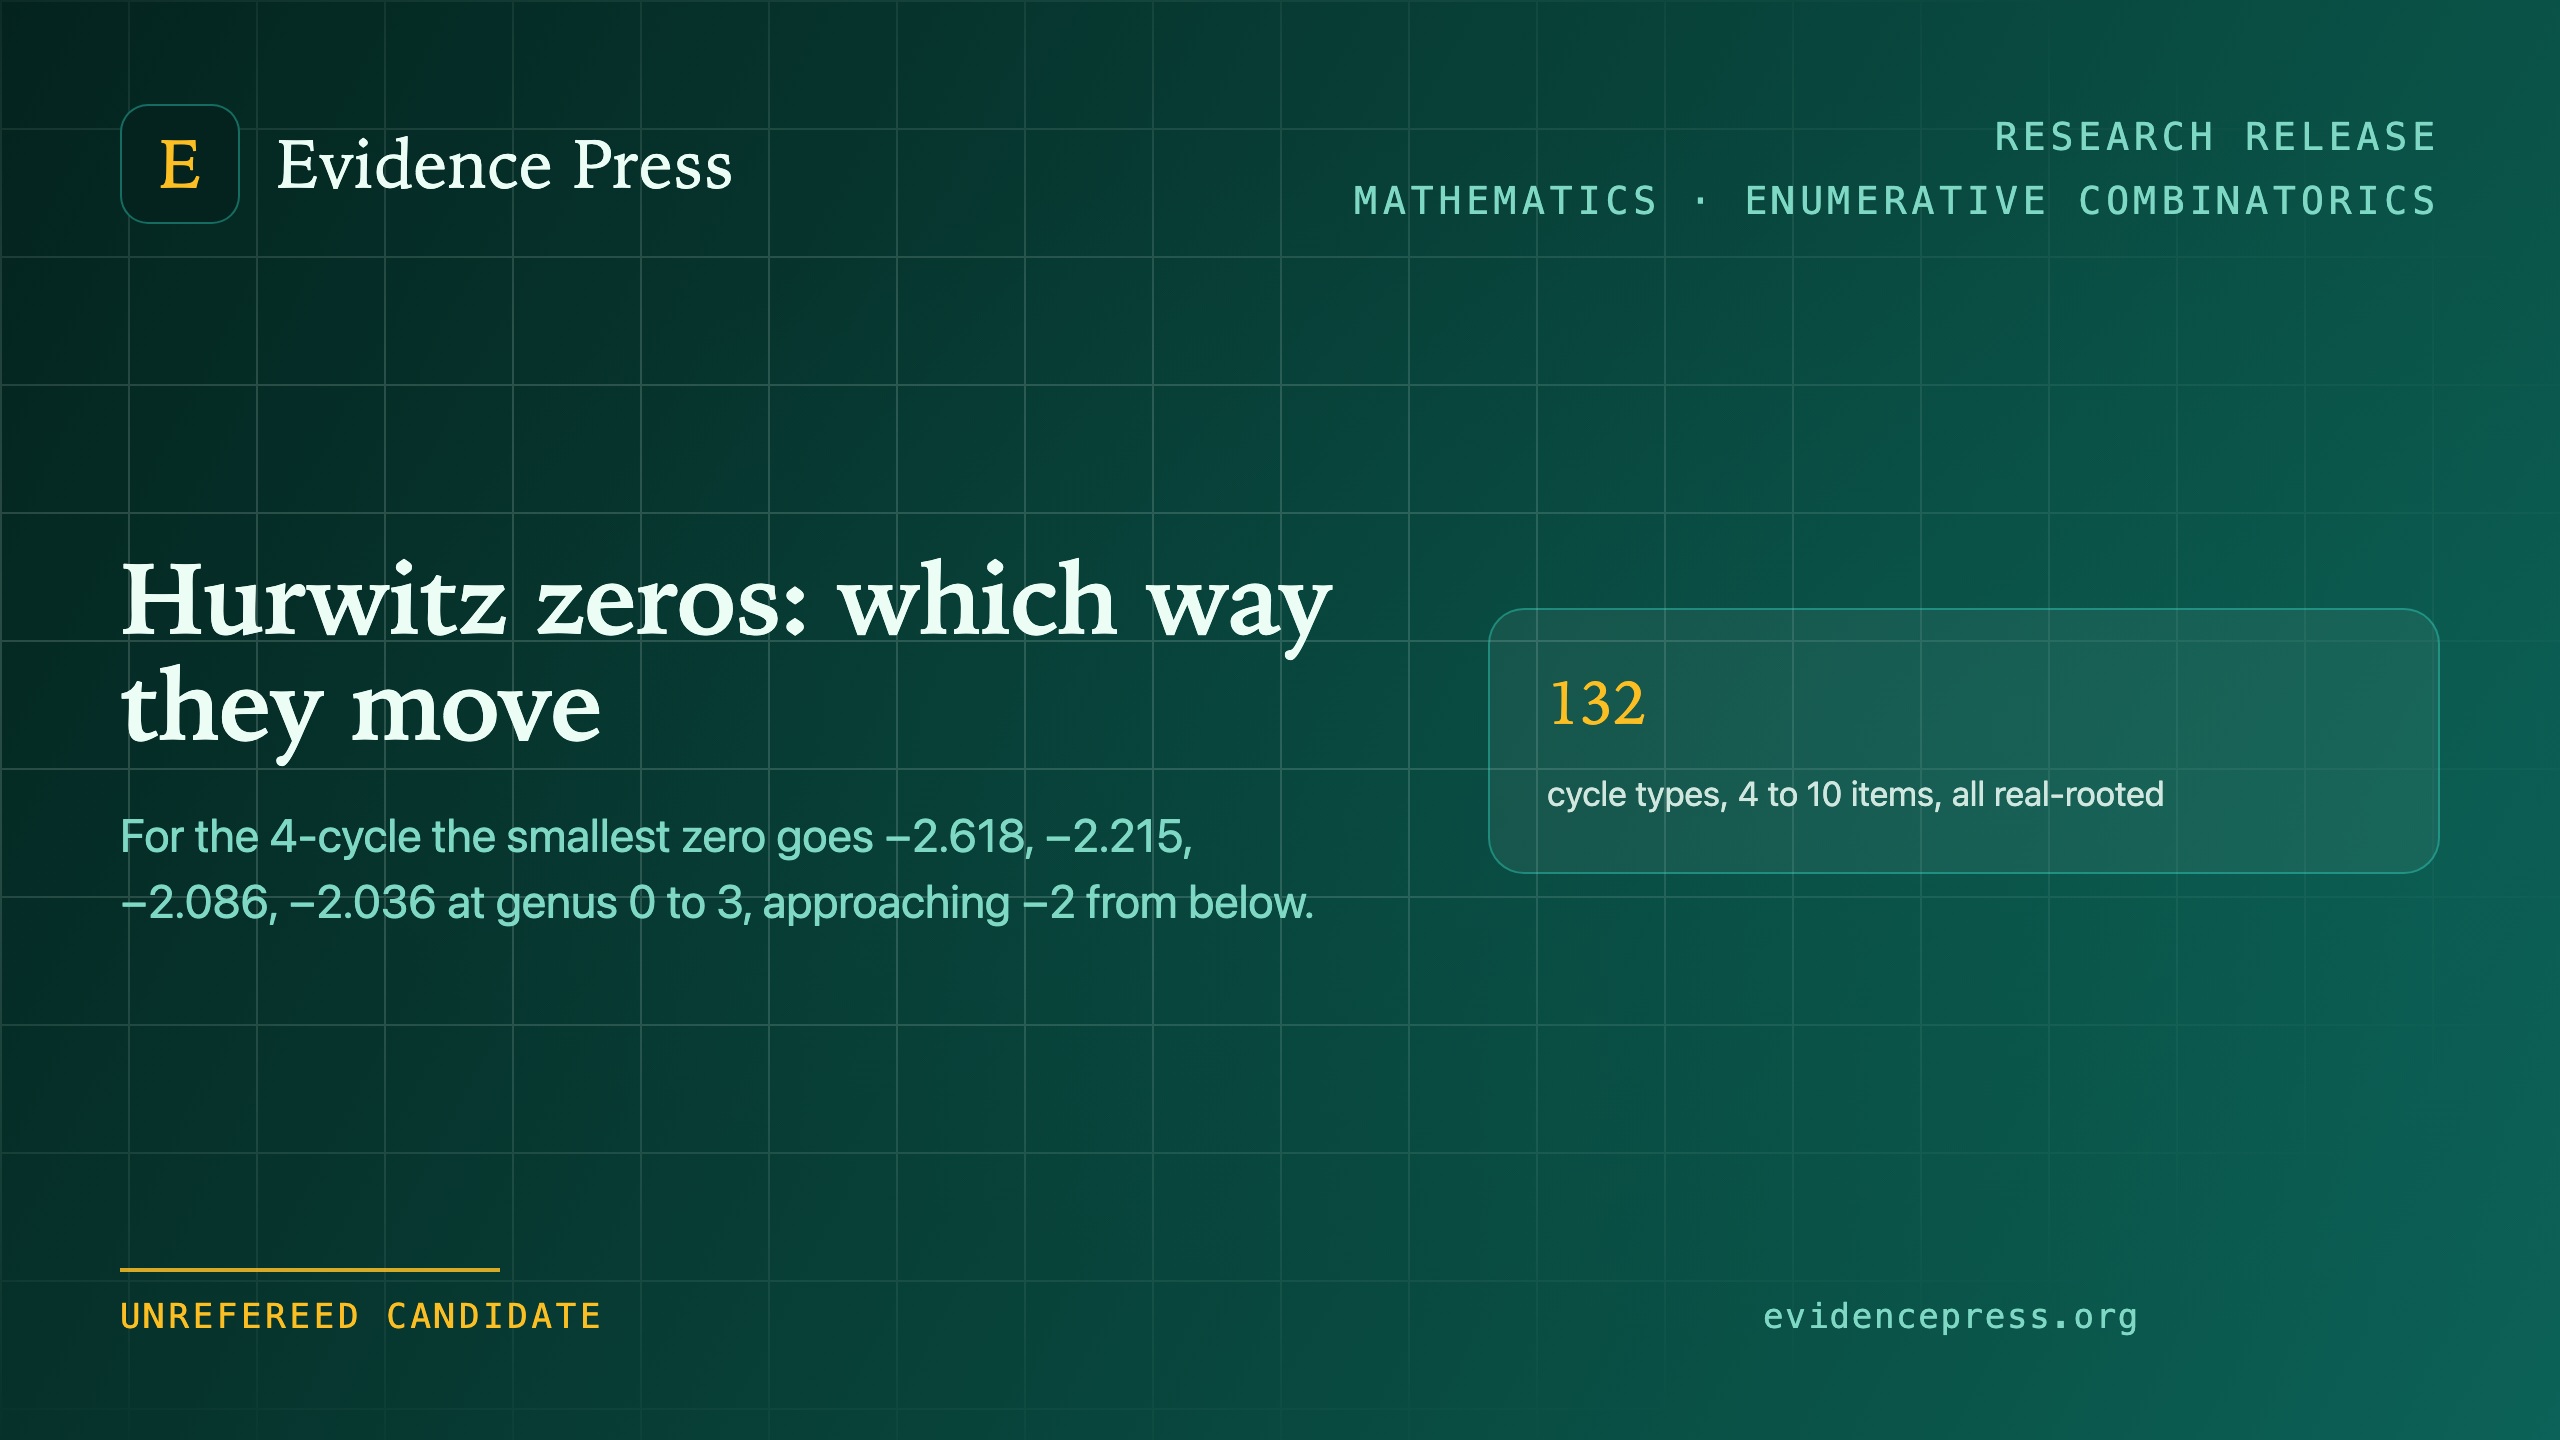 E
Evidence Press
RESEARCH RELEASE
MATHEMATICS · ENUMERATIVE COMBINATORICS
Hurwitz zeros: which way
they move
For the 4-cycle the smallest zero goes −2.618, −2.215,
−2.086, −2.036 at genus 0 to 3, approaching −2 from below.
132
cycle types, 4 to 10 items, all real-rooted
UNREFEREED CANDIDATE
evidencepress.org